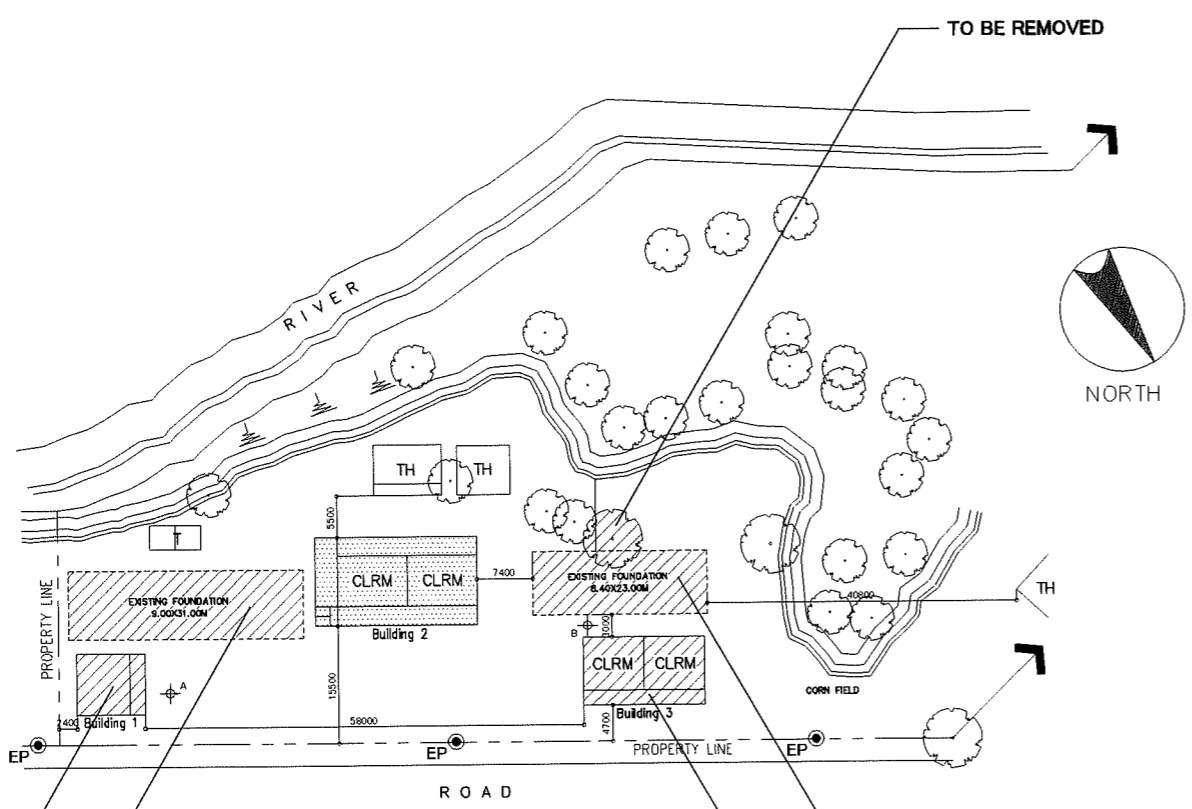 TO BE REMOVED
RIVER
NORTH
TH
TH
T
5500
CLRM
CLRM
7400
EXISTING FOUNDATION
8.40X23.00M
EXISTING FOUNDATION
9.00X31.00M
40800
TH
PROPERTY LINE
Building 2
B
CLRM
CLRM
15500
A
CORN FIELD
Building 1
58000
Building 3
4700
EP
EP
PROPERTY LINE
EP
ROAD